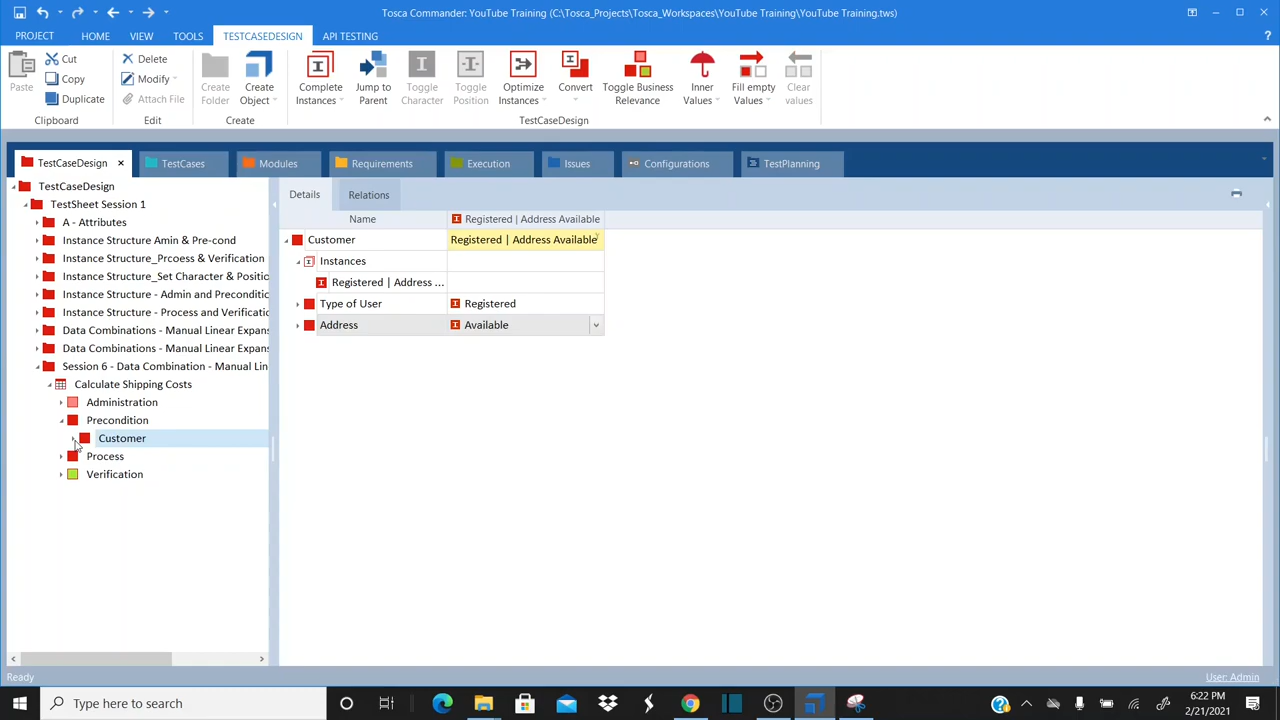 Tosca Commander: YouTube Training (C:\Tosca_Projects\Tosca_Workspaces\YouTube Training\YouTube Training.tws)
PROJECT HOME VIEW TOOLS TESTCASEDESIGN API TESTING
Paste
Cut
Copy
Duplicate
Clipboard
Delete
Modify
Attach File
Edit
Create Folder
Create Object
Create
Complete Instances
Jump to Parent
Toggle Character
Toggle Position
Optimize Instances
Convert
Toggle Business Relevance
Inner Values
Fill empty Values
Clear values
TestCaseDesign
TestCaseDesign TestCases Modules Requirements Execution Issues Configurations TestPlanning
TestCaseDesign
TestSheet Session 1
A - Attributes
Instance Structure Amin & Pre-cond
Instance Structure_Prcoess & Verification
Instance Structure_Set Character & Positio
Instance Structure - Admin and Preconditio
Instance Structure - Process and Verificatio
Data Combinations - Manual Linear Expans
Data Combinations - Manual Linear Expans
Session 6 - Data Combination - Manual Lin
Calculate Shipping Costs
Administration
Precondition
Customer
Process
Verification
Details Relations
Name Registered | Address Available
Customer Registered | Address Available
Instances
Registered | Address ...
Type of User Registered
Address Available
Ready User: Admin
Type here to search
6:22 PM
2/21/2021